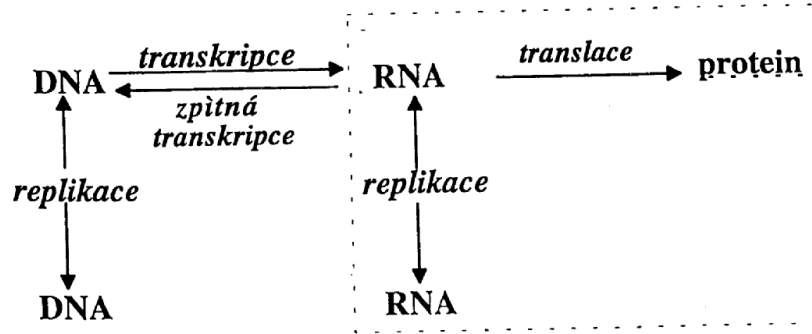 transkripce
translace
DNA
RNA
protein
zpìtná
transkripce
replikace
replikace
DNA
RNA